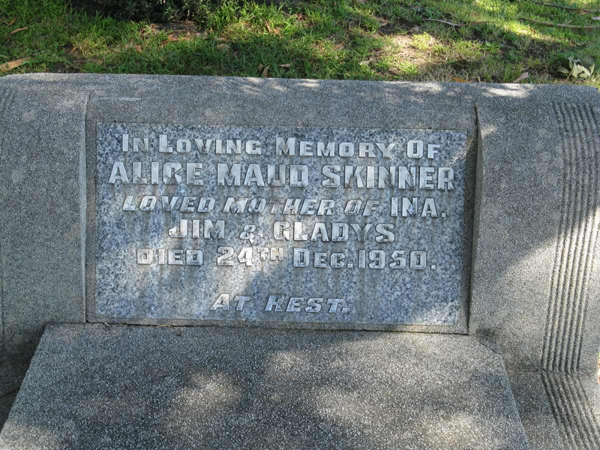 In Loving Memory Of
ALICE MAUD SKINNER
LOVED MOTHER OF INA,
JIM & GLADYS
DIED 24TH DEC. 1950.
AT REST.